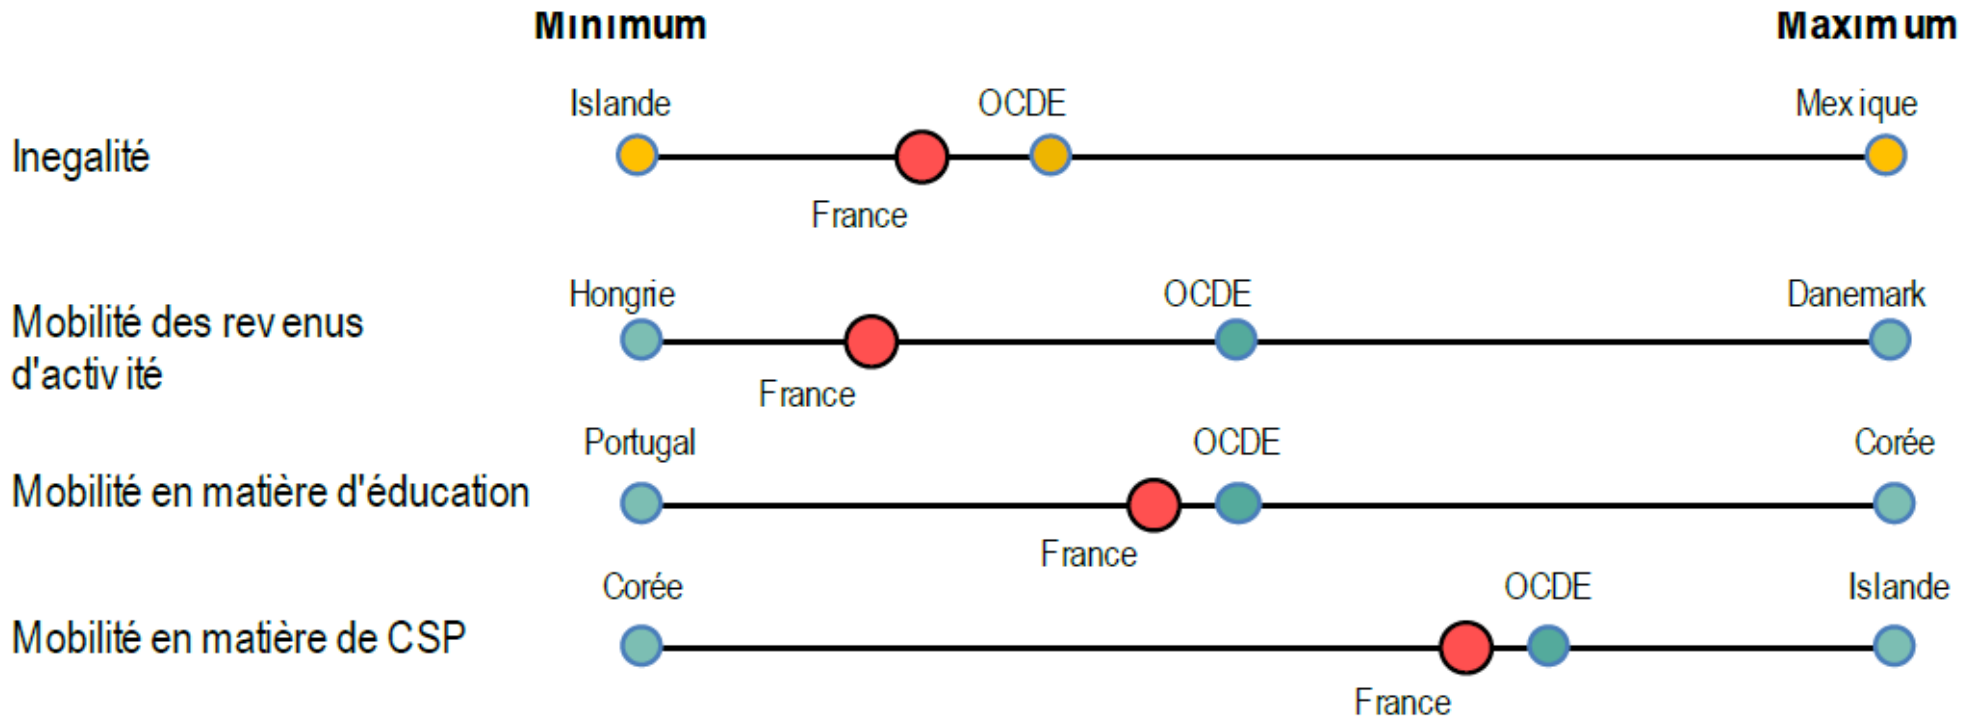 Minimum Maximum
Islande OCDE Mexique
Inegalité
France
Hongrie OCDE Danemark
Mobilité des revenus
d'activité
France
Portugal OCDE Corée
Mobilité en matière d'éducation
France
Corée OCDE Islande
Mobilité en matière de CSP
France